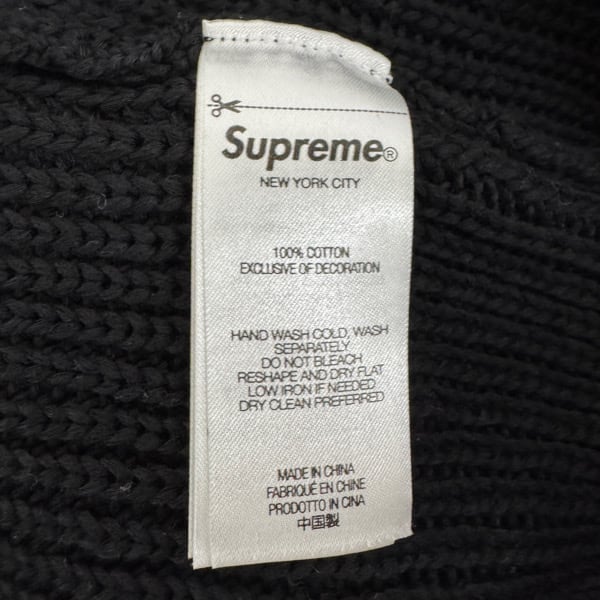 Supreme®
NEW YORK CITY
100% COTTON
EXCLUSIVE OF DECORATION
HAND WASH COLD, WASH
SEPARATELY
DO NOT BLEACH
RESHAPE AND DRY FLAT
LOW IRON IF NEEDED
DRY CLEAN PREFERRED
MADE IN CHINA
FABRIQUÉ EN CHINE
PRODOTTO IN CINA
中国製